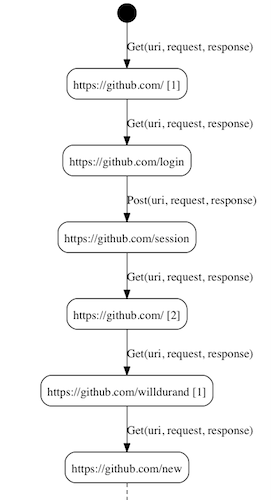 Get(uri, request, response)
https://github.com/ [1]
Get(uri, request, response)
https://github.com/login
Post(uri, request, response)
https://github.com/session
Get(uri, request, response)
https://github.com/ [2]
Get(uri, request, response)
https://github.com/willdurand [1]
Get(uri, request, response)
https://github.com/new